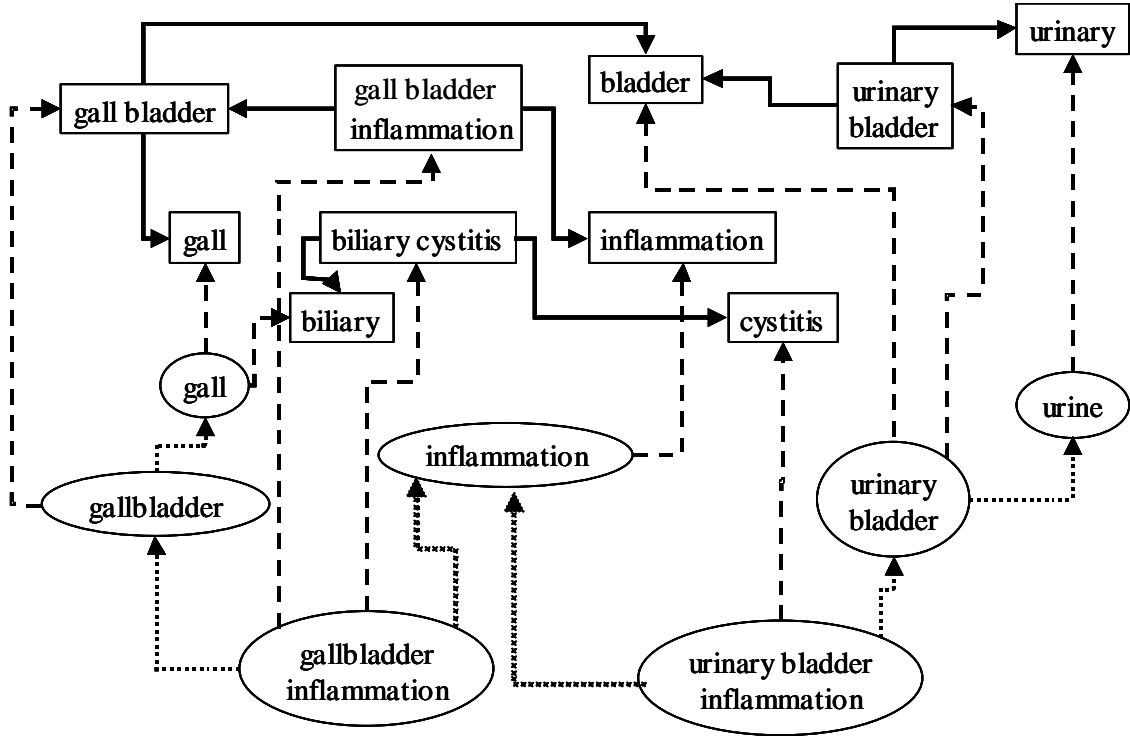 urinary
bladder
gall bladder
gall bladder
inflammation
urinary
bladder
gall
biliary cystitis
inflammation
biliary
cystitis
gall
urine
inflammation
gallbladder
urinary
bladder
gallbladder
inflammation
urinary bladder
inflammation